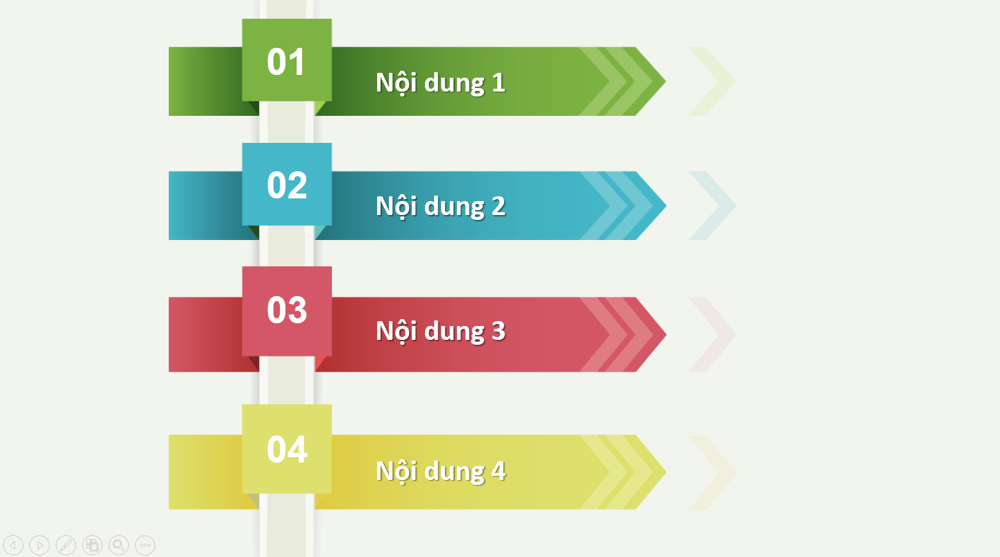 01
Nội dung 1
02
Nội dung 2
03
Nội dung 3
04
Nội dung 4